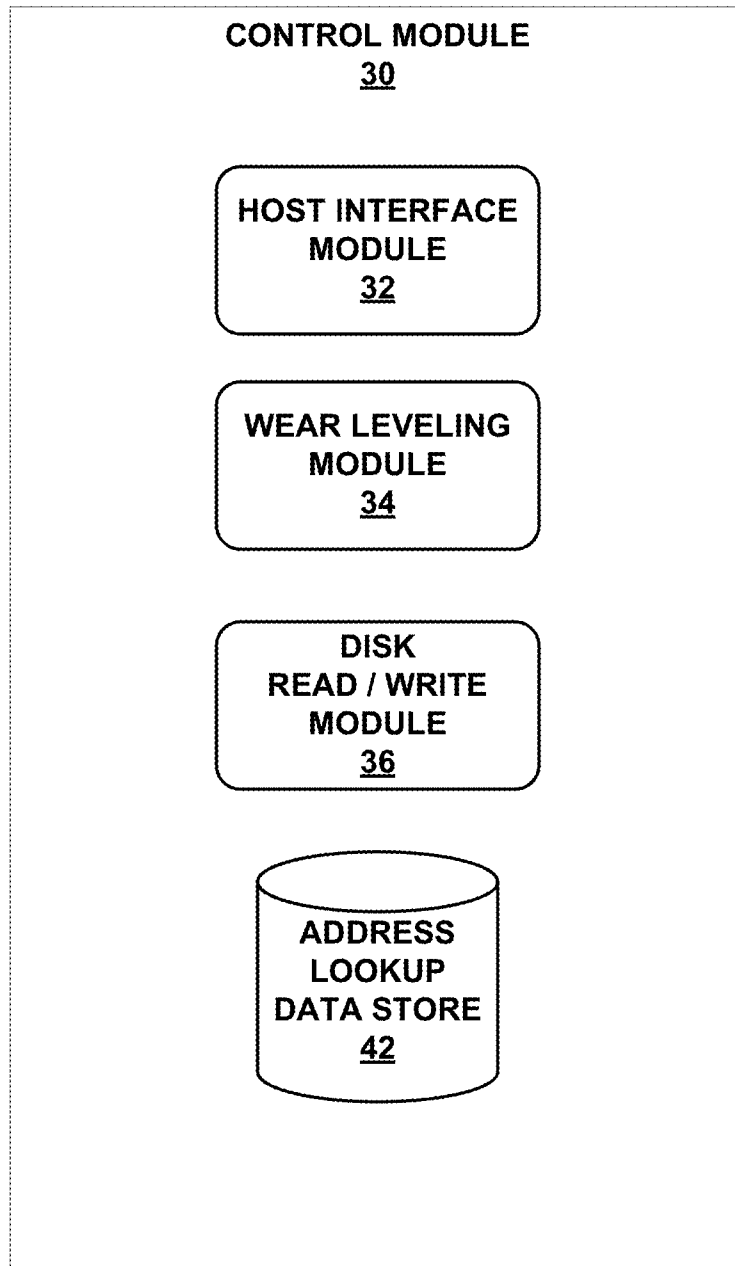 CONTROL MODULE
30
HOST INTERFACE
MODULE
32
WEAR LEVELING
MODULE
34
DISK
READ / WRITE
MODULE
36
ADDRESS
LOOKUP
DATA STORE
42